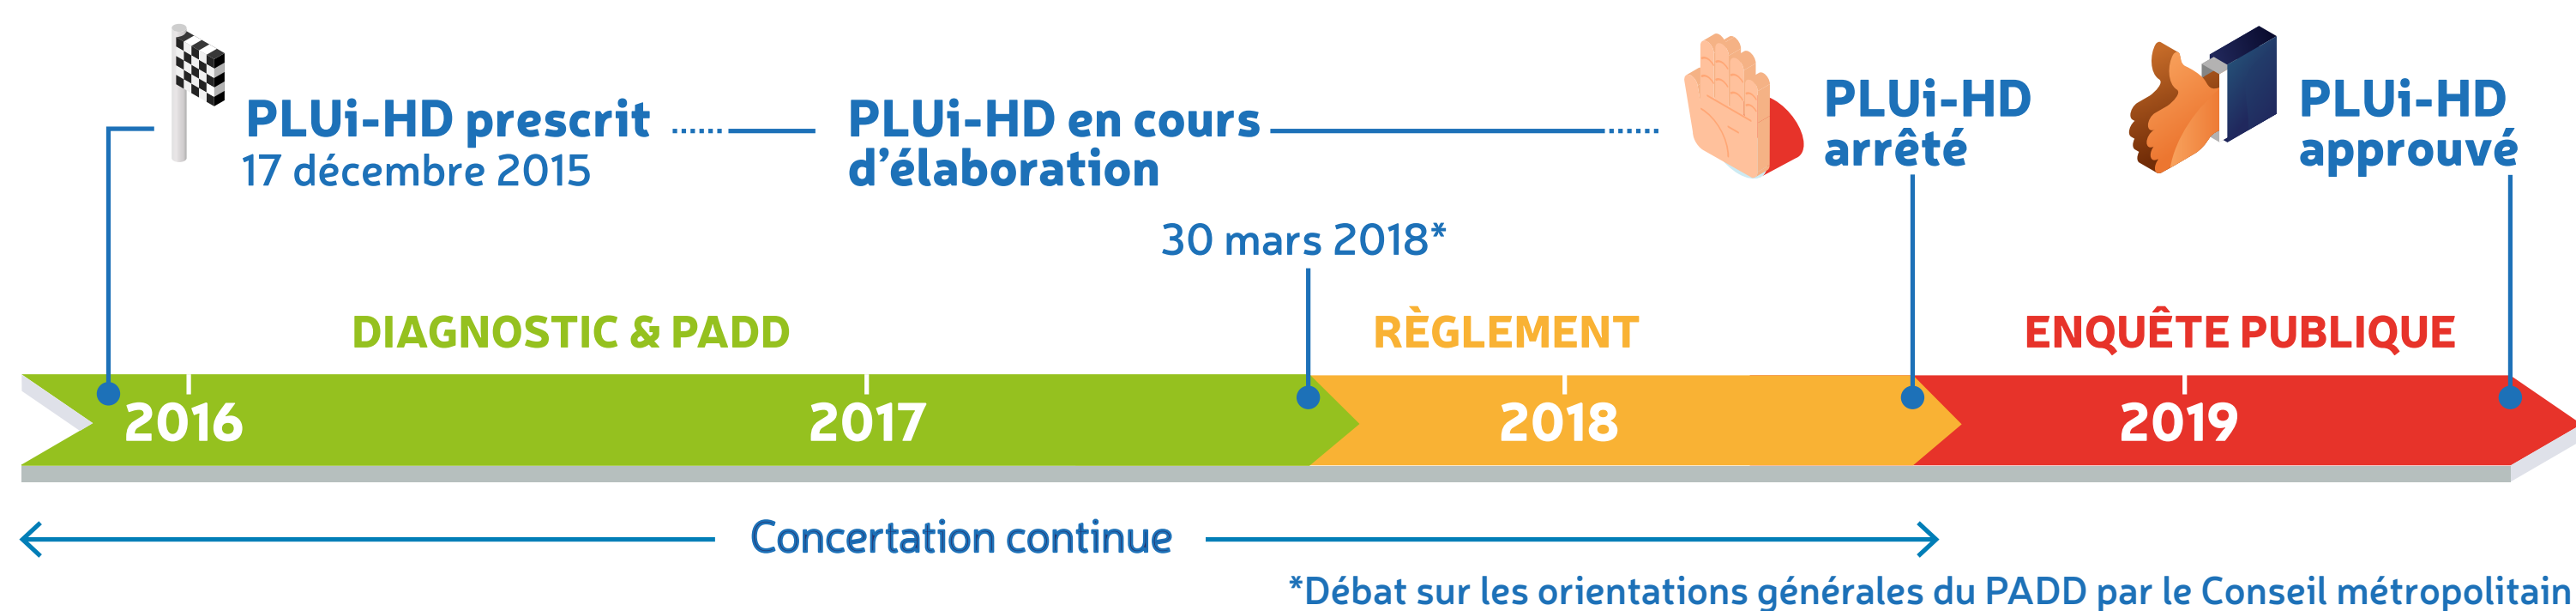 PLUi-HD prescrit
17 décembre 2015
PLUi-HD en cours
d’élaboration
PLUi-HD
arrêté
PLUi-HD
approuvé
30 mars 2018*
DIAGNOSTIC & PADD
RÈGLEMENT
ENQUÊTE PUBLIQUE
2016
2017
2018
2019
Concertation continue
*Débat sur les orientations générales du PADD par le Conseil métropolitain